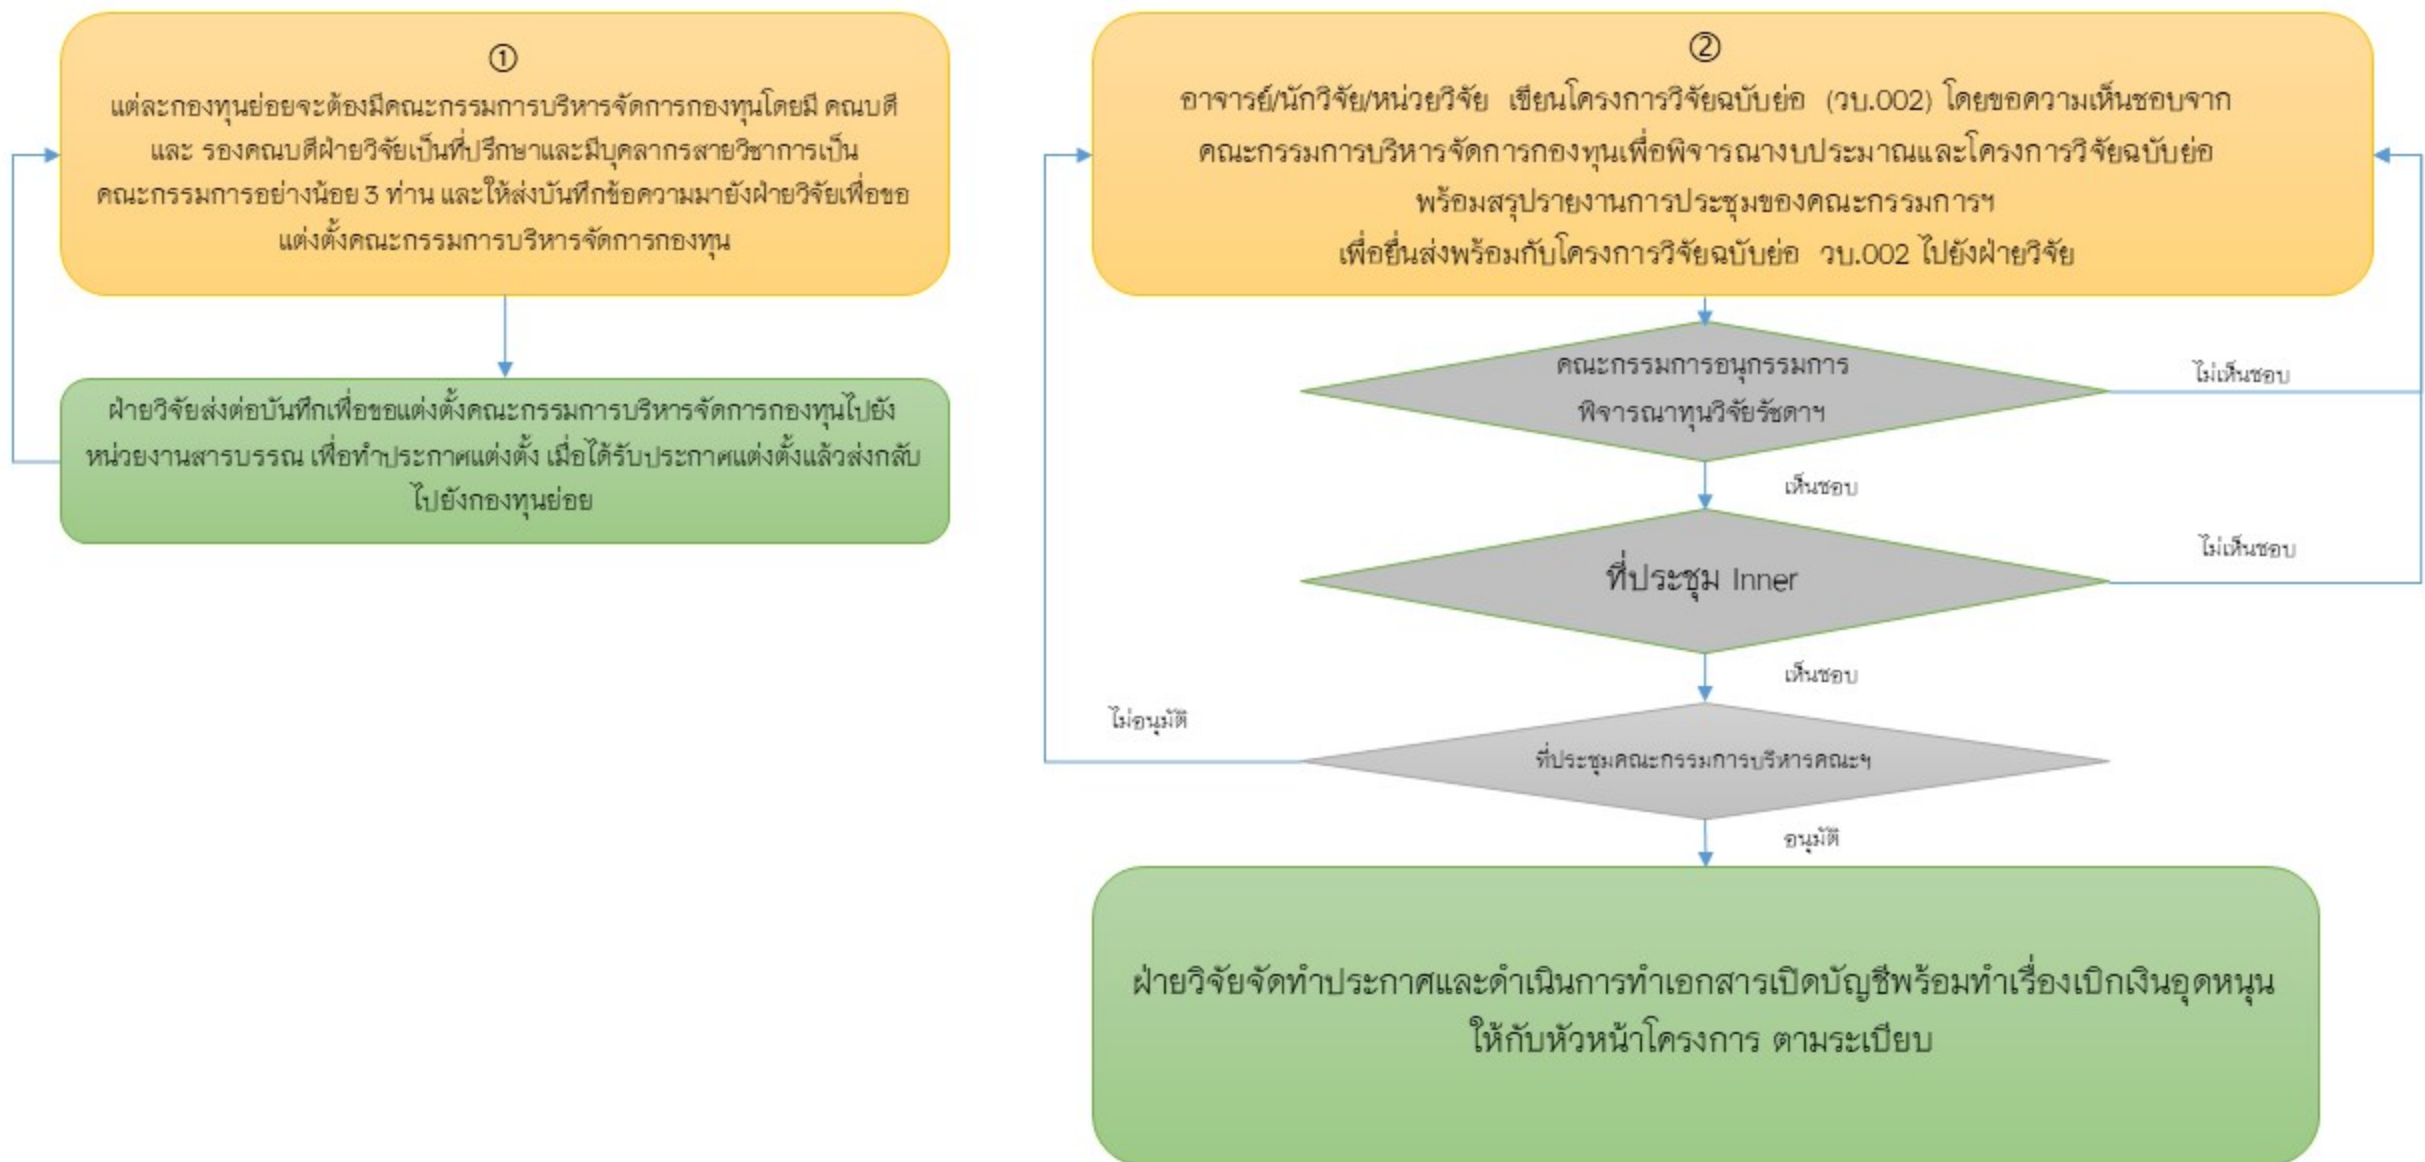 ①
แต่ละกองทุนย่อยจะต้องมีคณะกรรมการบริหารจัดการกองทุนโดยมี คณบดี
และ รองคณบดีฝ่ายวิจัยเป็นที่ปรึกษาและมีบุคลากรสายวิชาการเป็น
คณะกรรมการอย่างน้อย 3 ท่าน และให้ส่งบันทึกข้อความมายังฝ่ายวิจัยเพื่อขอ
แต่งตั้งคณะกรรมการบริหารจัดการกองทุน
ฝ่ายวิจัยส่งต่อบันทึกเพื่อขอแต่งตั้งคณะกรรมการบริหารจัดการกองทุนไปยัง
หน่วยงานสารบรรณ เพื่อทำประกาศแต่งตั้ง เมื่อได้รับประกาศแต่งตั้งแล้วส่งกลับ
ไปยังกองทุนย่อย
②
อาจารย์/นักวิจัย/หน่วยวิจัย เขียนโครงการวิจัยฉบับย่อ (วบ.002) โดยขอความเห็นชอบจาก
คณะกรรมการบริหารจัดการกองทุนเพื่อพิจารณางบประมาณและโครงการวิจัยฉบับย่อ
พร้อมสรุปรายงานการประชุมของคณะกรรมการฯ
เพื่อยื่นส่งพร้อมกับโครงการวิจัยฉบับย่อ วบ.002 ไปยังฝ่ายวิจัย
คณะกรรมการอนุกรรมการ
พิจารณาทุนวิจัยรัชดาฯ
ไม่เห็นชอบ
เห็นชอบ
ที่ประชุม Inner
ไม่เห็นชอบ
เห็นชอบ
ไม่อนุมัติ
ที่ประชุมคณะกรรมการบริหารคณะฯ
อนุมัติ
ฝ่ายวิจัยจัดทำประกาศและดำเนินการทำเอกสารเปิดบัญชีพร้อมทำเรื่องเบิกเงินอุดหนุน
ให้กับหัวหน้าโครงการ ตามระเบียบ